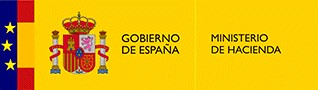 GOBIERNO
DE ESPAÑA
MINISTERIO
DE HACIENDA